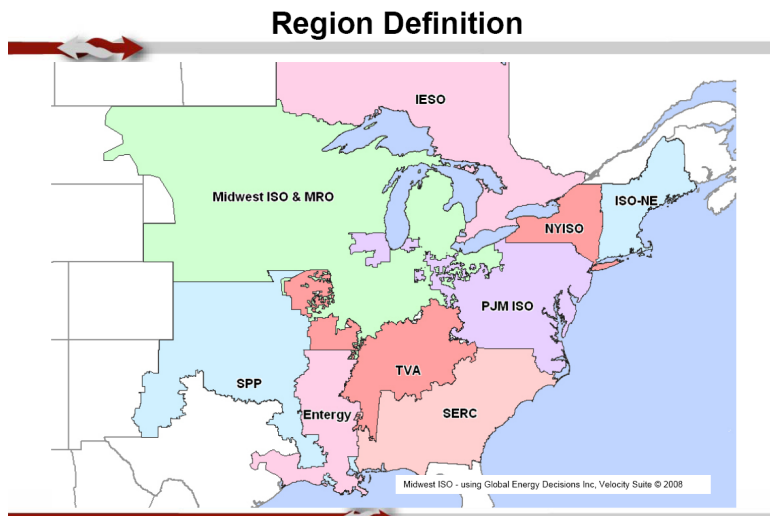 Region Definition
IESO
Midwest ISO & MRO
ISO-NE
NYISO
PJM ISO
TVA
SPP
Entergy
SERC
Midwest ISO - using Global Energy Decisions Inc, Velocity Suite © 2008